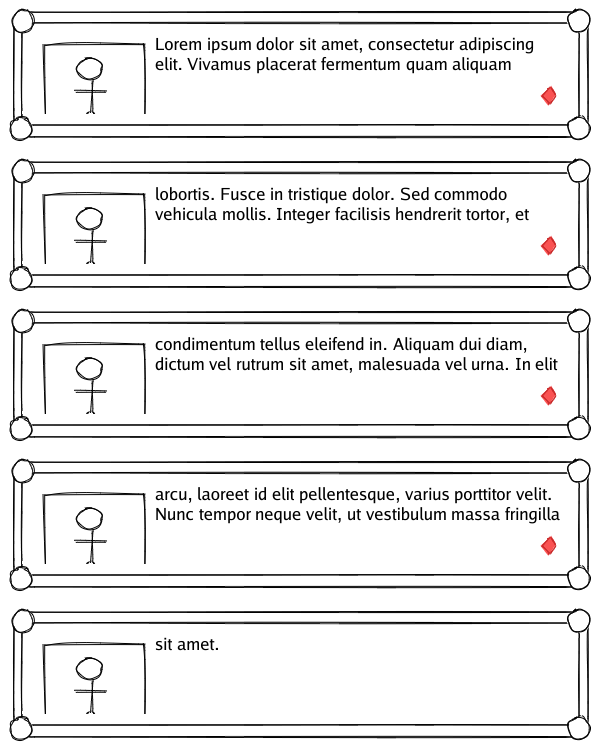 Lorem ipsum dolor sit amet, consectetur adipiscing
elit. Vivamus placerat fermentum quam aliquam
lobortis. Fusce in tristique dolor. Sed commodo
vehicula mollis. Integer facilisis hendrerit tortor, et
condimentum tellus eleifend in. Aliquam dui diam,
dictum vel rutrum sit amet, malesuada vel urna. In elit
arcu, laoreet id elit pellentesque, varius porttitor velit.
Nunc tempor neque velit, ut vestibulum massa fringilla
sit amet.